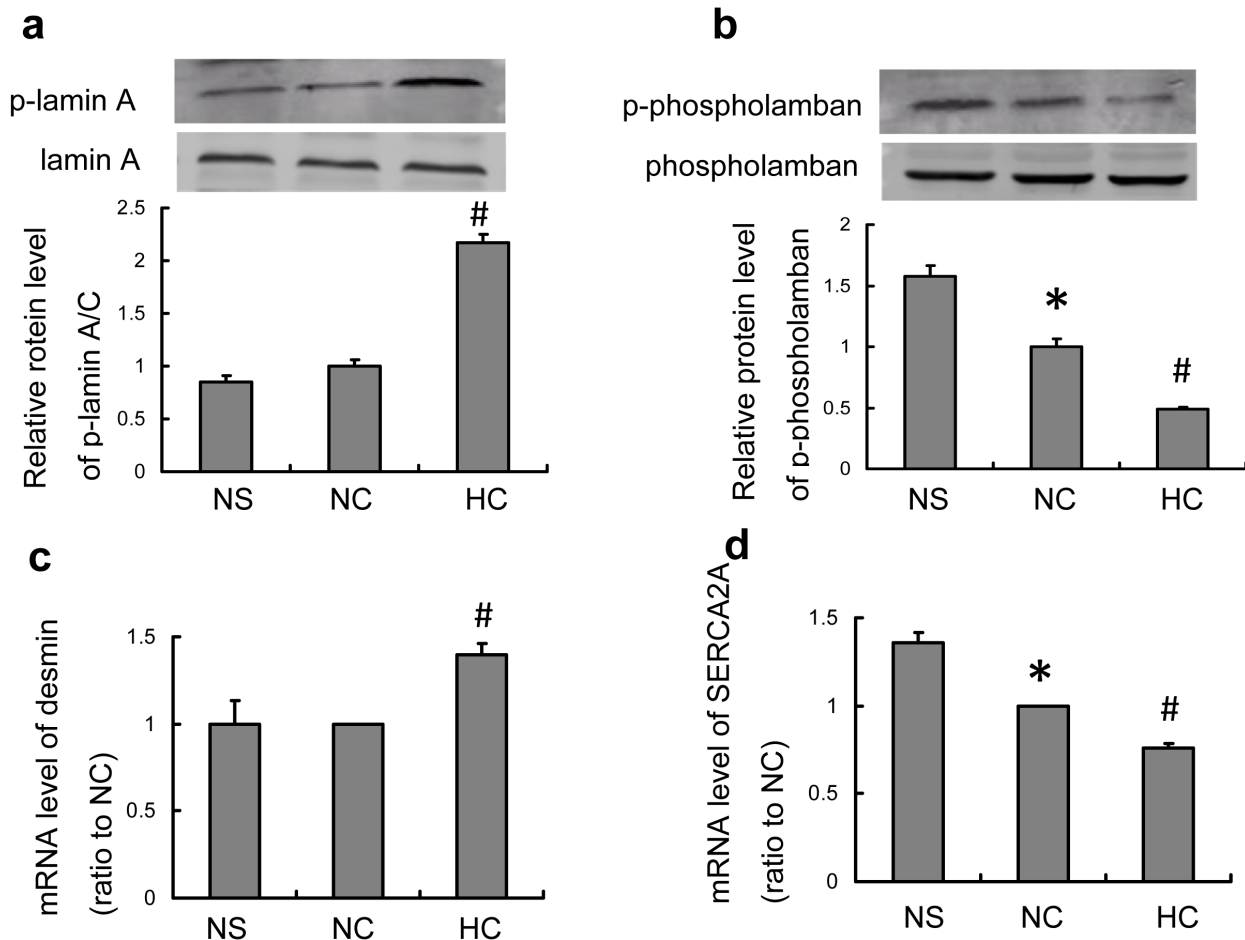 a
p-lamin A
lamin A
Relative rotein level
of p-lamin A/C
2.5
2
1.5
1
0.5
0
#
NS NC HC
b
p-phospholamban
phospholamban
Relative protein level
of p-phospholamban
2
1.5
1
0.5
0
*
#
NS NC HC
c
mRNA level of desmin
(ratio to NC)
1.5
1
0.5
0
#
NS NC HC
d
mRNA level of SERCA2A
(ratio to NC)
1.5
1
0.5
0
*
#
NS NC HC